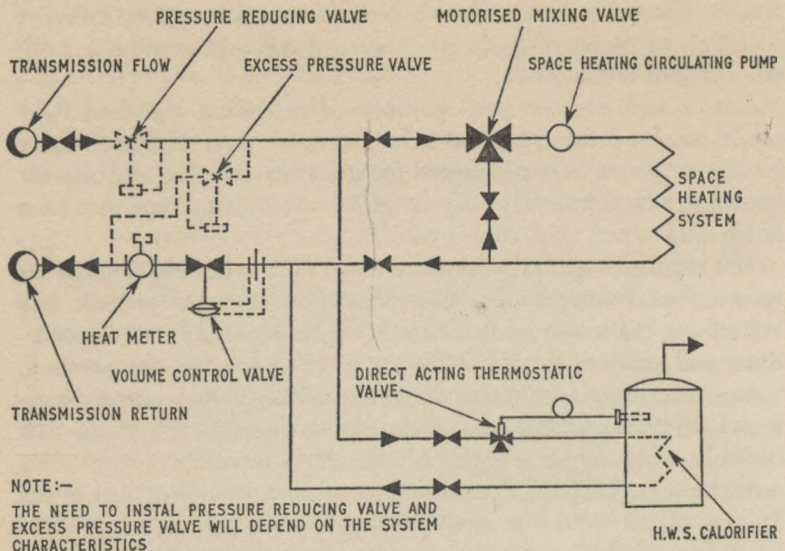 PRESSURE REDUCING VALVE
MOTORISED MIXING VALVE
TRANSMISSION FLOW
EXCESS PRESSURE VALVE
SPACE HEATING CIRCULATING PUMP
SPACE
HEATING
SYSTEM
HEAT METER
VOLUME CONTROL VALVE
DIRECT ACTING THERMOSTATIC
VALVE
TRANSMISSION RETURN
NOTE:—
THE NEED TO INSTAL PRESSURE REDUCING VALVE AND
EXCESS PRESSURE VALVE WILL DEPEND ON THE SYSTEM
CHARACTERISTICS
H.W.S. CALORIFIER